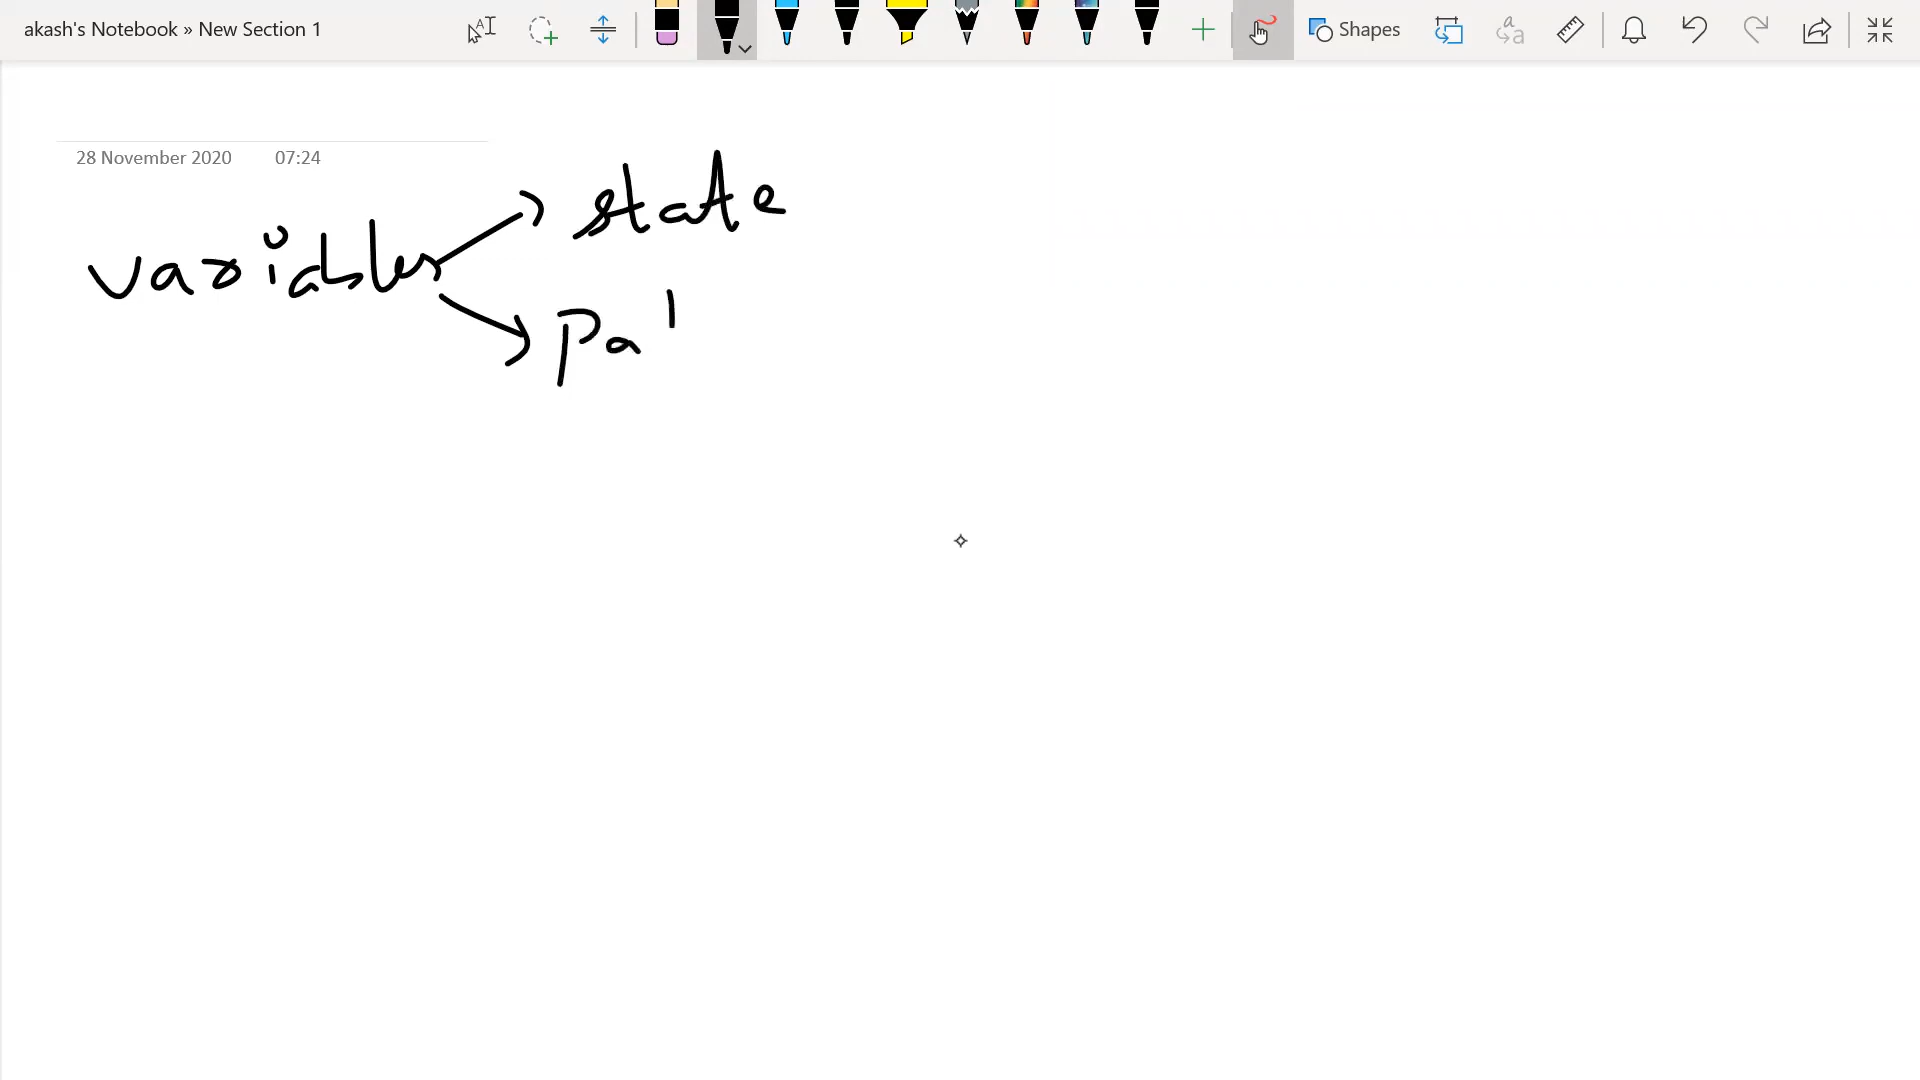 akash's Notebook » New Section 1
Shapes
28 November 2020 07:24
state
variables
Pa